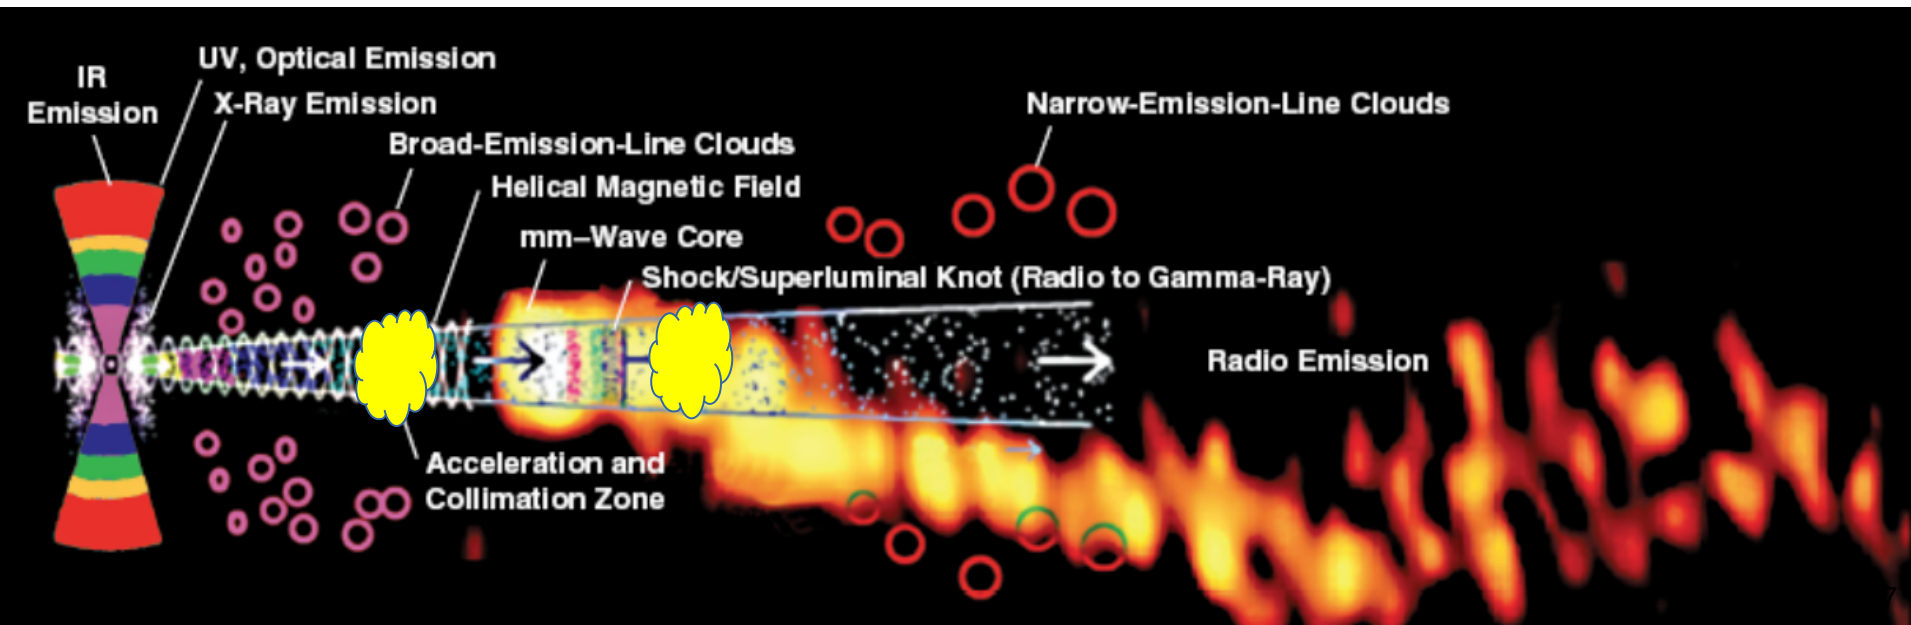 IR
Emission
UV, Optical Emission
X-Ray Emission
Broad-Emission-Line Clouds
Helical Magnetic Field
mm–Wave Core
Shock/Superluminal Knot (Radio to Gamma-Ray)
Narrow-Emission-Line Clouds
Radio Emission
Acceleration and
Collimation Zone
7